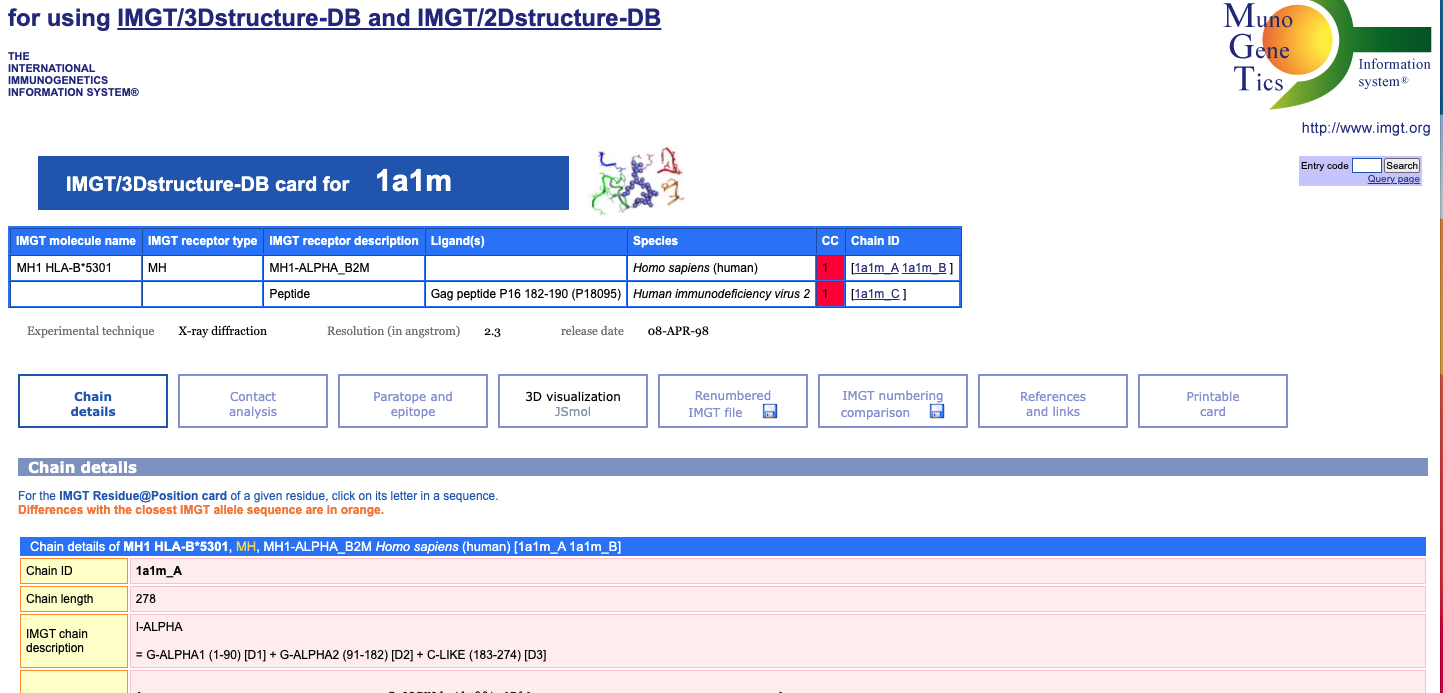 for using IMGT/3Dstructure-DB and IMGT/2Dstructure-DB
THE
INTERNATIONAL
IMMUNOGENETICS
INFORMATION SYSTEM®
Muno
Gene
Tics
Information
system®
http://www.imgt.org
IMGT/3Dstructure-DB card for 1a1m
Entry code Search
Query page
IMGT molecule name IMGT receptor type IMGT receptor description Ligand(s) Species CC Chain ID
MH1 HLA-B*5301 MH MH1-ALPHA_B2M Homo sapiens (human) 1 [1a1m_A 1a1m_B ]
Peptide Gag peptide P16 182-190 (P18095) Human immunodeficiency virus 2 1 [1a1m_C ]
Experimental technique X-ray diffraction Resolution (in angstrom) 2.3 release date 08-APR-98
Chain
details
Contact
analysis
Paratope and
epitope
3D visualization
JSmol
Renumbered
IMGT file
IMGT numbering
comparison
References
and links
Printable
card
Chain details
For the IMGT Residue@Position card of a given residue, click on its letter in a sequence.
Differences with the closest IMGT allele sequence are in orange.
Chain details of MH1 HLA-B*5301, MH, MH1-ALPHA_B2M Homo sapiens (human) [1a1m_A 1a1m_B]
Chain ID 1a1m_A
Chain length 278
IMGT chain
description
I-ALPHA
= G-ALPHA1 (1-90) [D1] + G-ALPHA2 (91-182) [D2] + C-LIKE (183-274) [D3]